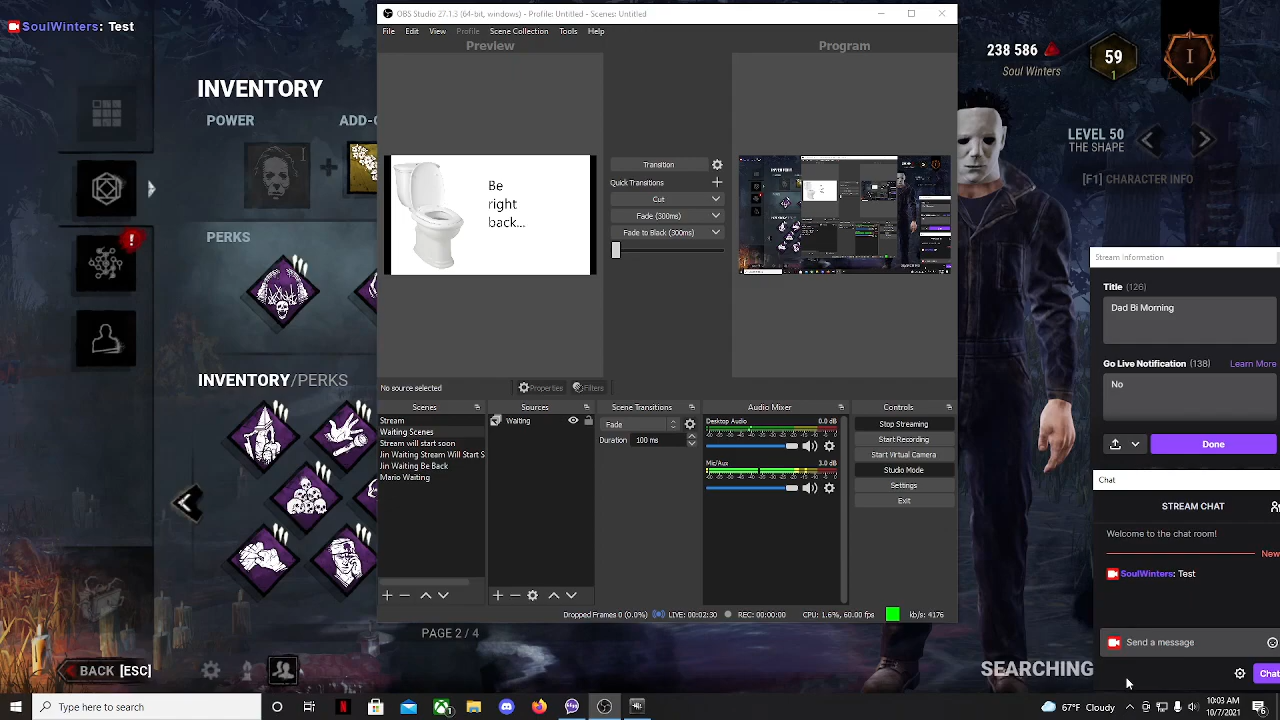 SoulWinters: Test
OBS Studio 27.1.3 (64-bit, windows) - Profile: Untitled - Scenes: Untitled
File Edit View Profile Scene Collection Tools Help
Preview
Program
INVENTORY
POWER
ADD-O
PERKS
INVENTORY/PERKS
238 586
Soul Winters
59
1
I
II
LEVEL 50
THE SHAPE
[F1] CHARACTER INFO
Be
right
back...
Transition
Quick Transitions
Cut
Fade (300ms)
Fade to Black (300ms)
No source selected
Properties
Filters
Scenes
Stream
Waiting Scenes
Stream will start soon
Jin Waiting Stream Will Start S
Jin Waiting Be Back
Mario Waiting
Sources
Waiting
Scene Transitions
Fade
Duration 100 ms
Audio Mixer
Desktop Audio 0.0 dB
Mic/Aux 3.0 dB
Controls
Stop Streaming
Start Recording
Start Virtual Camera
Studio Mode
Settings
Exit
Dropped Frames 0 (0.0%) LIVE: 00:02:30 REC: 00:00:00 CPU: 1.6%, 60.00 fps kb/s: 4176
Stream Information
Title (126)
Dad Bi Morning
Go Live Notification (138) Learn More
No
Done
Chat
STREAM CHAT
Welcome to the chat room!
New
SoulWinters: Test
Send a message
Chat
PAGE 2 / 4
BACK [ESC]
SEARCHING
Type here to search
61°F Cloudy
10:03 AM
10/7/2021